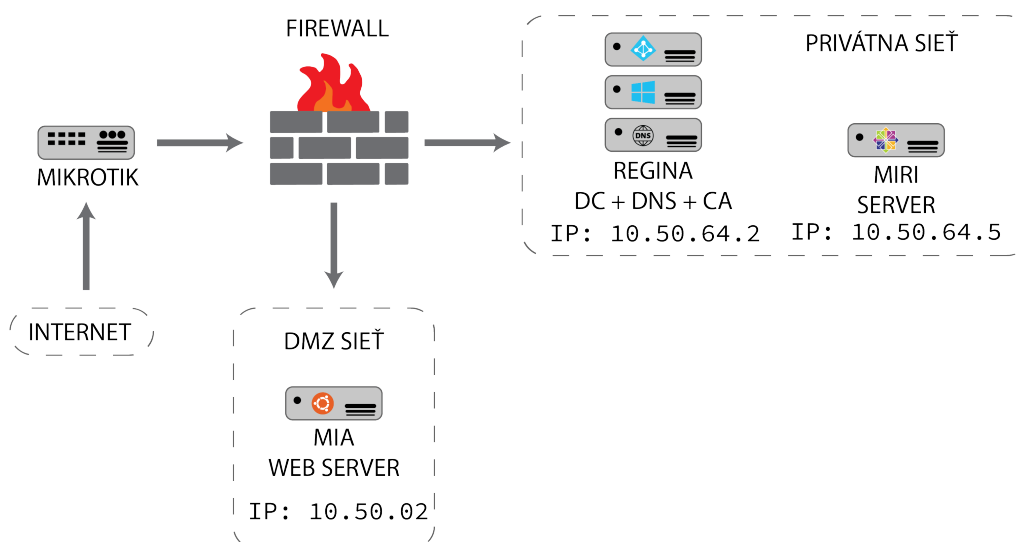 FIREWALL
PRIVÁTNA SIEŤ
DNS
MIKROTIK
REGINA
DC + DNS + CA
IP: 10.50.64.2
MIRI
SERVER
IP: 10.50.64.5
INTERNET
DMZ SIEŤ
MIA
WEB SERVER
IP: 10.50.02